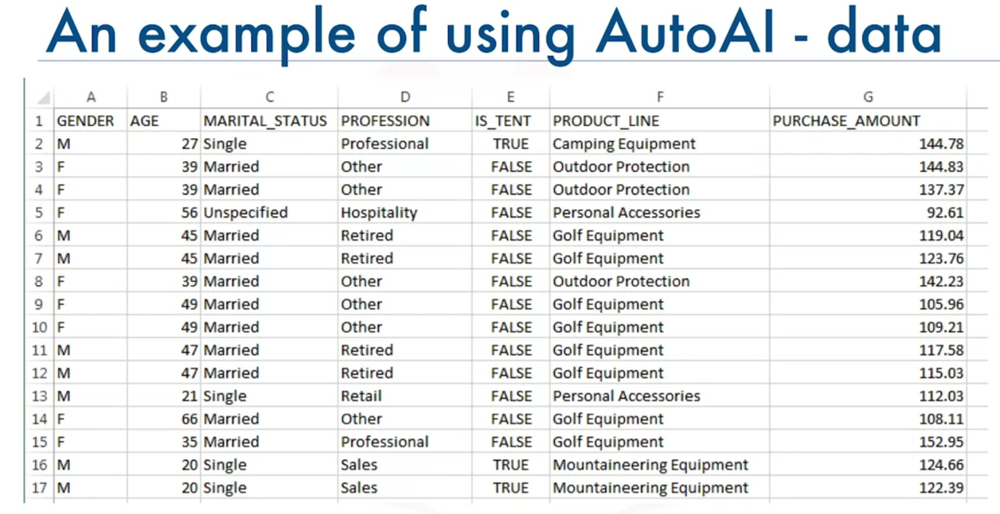 An example of using AutoAI - data
A B C D E F G
1 GENDER AGE MARITAL_STATUS PROFESSION IS_TENT PRODUCT_LINE PURCHASE_AMOUNT
2 M 27 Single Professional TRUE Camping Equipment 144.78
3 F 39 Married Other FALSE Outdoor Protection 144.83
4 F 39 Married Other FALSE Outdoor Protection 137.37
5 F 56 Unspecified Hospitality FALSE Personal Accessories 92.61
6 M 45 Married Retired FALSE Golf Equipment 119.04
7 M 45 Married Retired FALSE Golf Equipment 123.76
8 F 39 Married Other FALSE Outdoor Protection 142.23
9 F 49 Married Other FALSE Golf Equipment 105.96
10 F 49 Married Other FALSE Golf Equipment 109.21
11 M 47 Married Retired FALSE Golf Equipment 117.58
12 M 47 Married Retired FALSE Golf Equipment 115.03
13 M 21 Single Retail FALSE Personal Accessories 112.03
14 F 66 Married Other FALSE Golf Equipment 108.11
15 F 35 Married Professional FALSE Golf Equipment 152.95
16 M 20 Single Sales TRUE Mountaineering Equipment 124.66
17 M 20 Single Sales TRUE Mountaineering Equipment 122.39